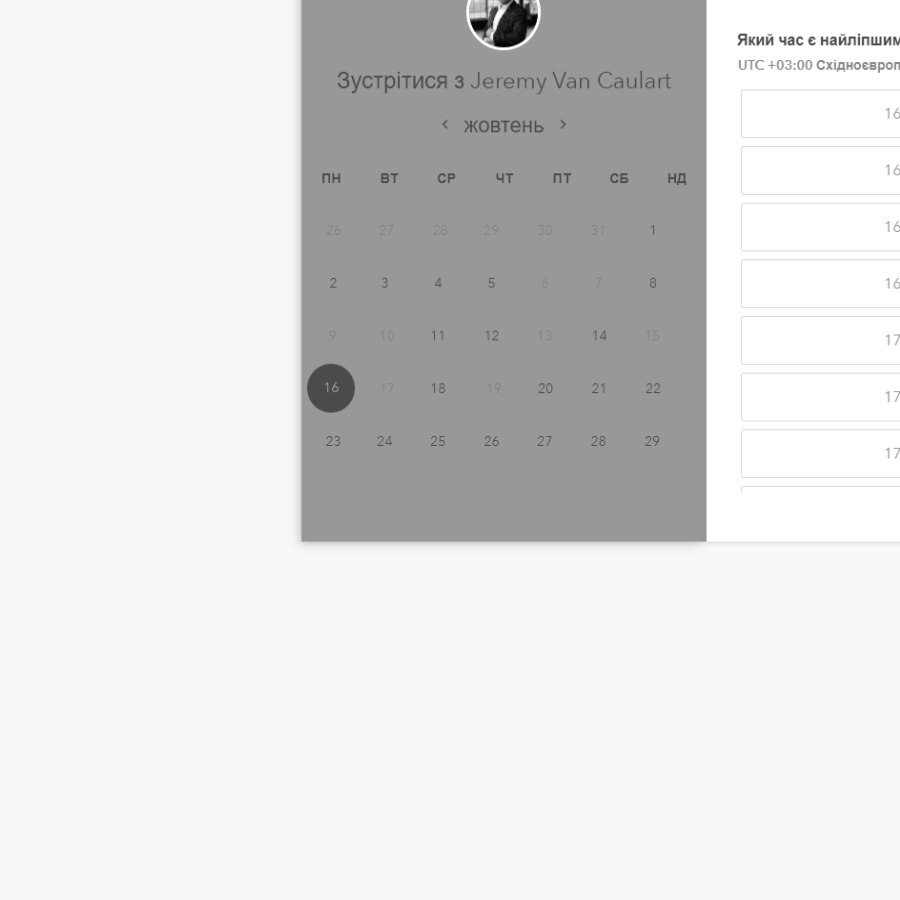 Зустрітися з Jeremy Van Caulart
жовтень
ПН ВТ СР ЧТ ПТ СБ НД
26 27 28 29 30 31 1
2 3 4 5 6 7 8
9 10 11 12 13 14 15
16 17 18 19 20 21 22
23 24 25 26 27 28 29
Який час є найліпшим
UTC +03:00
16
16
16
16
17
17
17